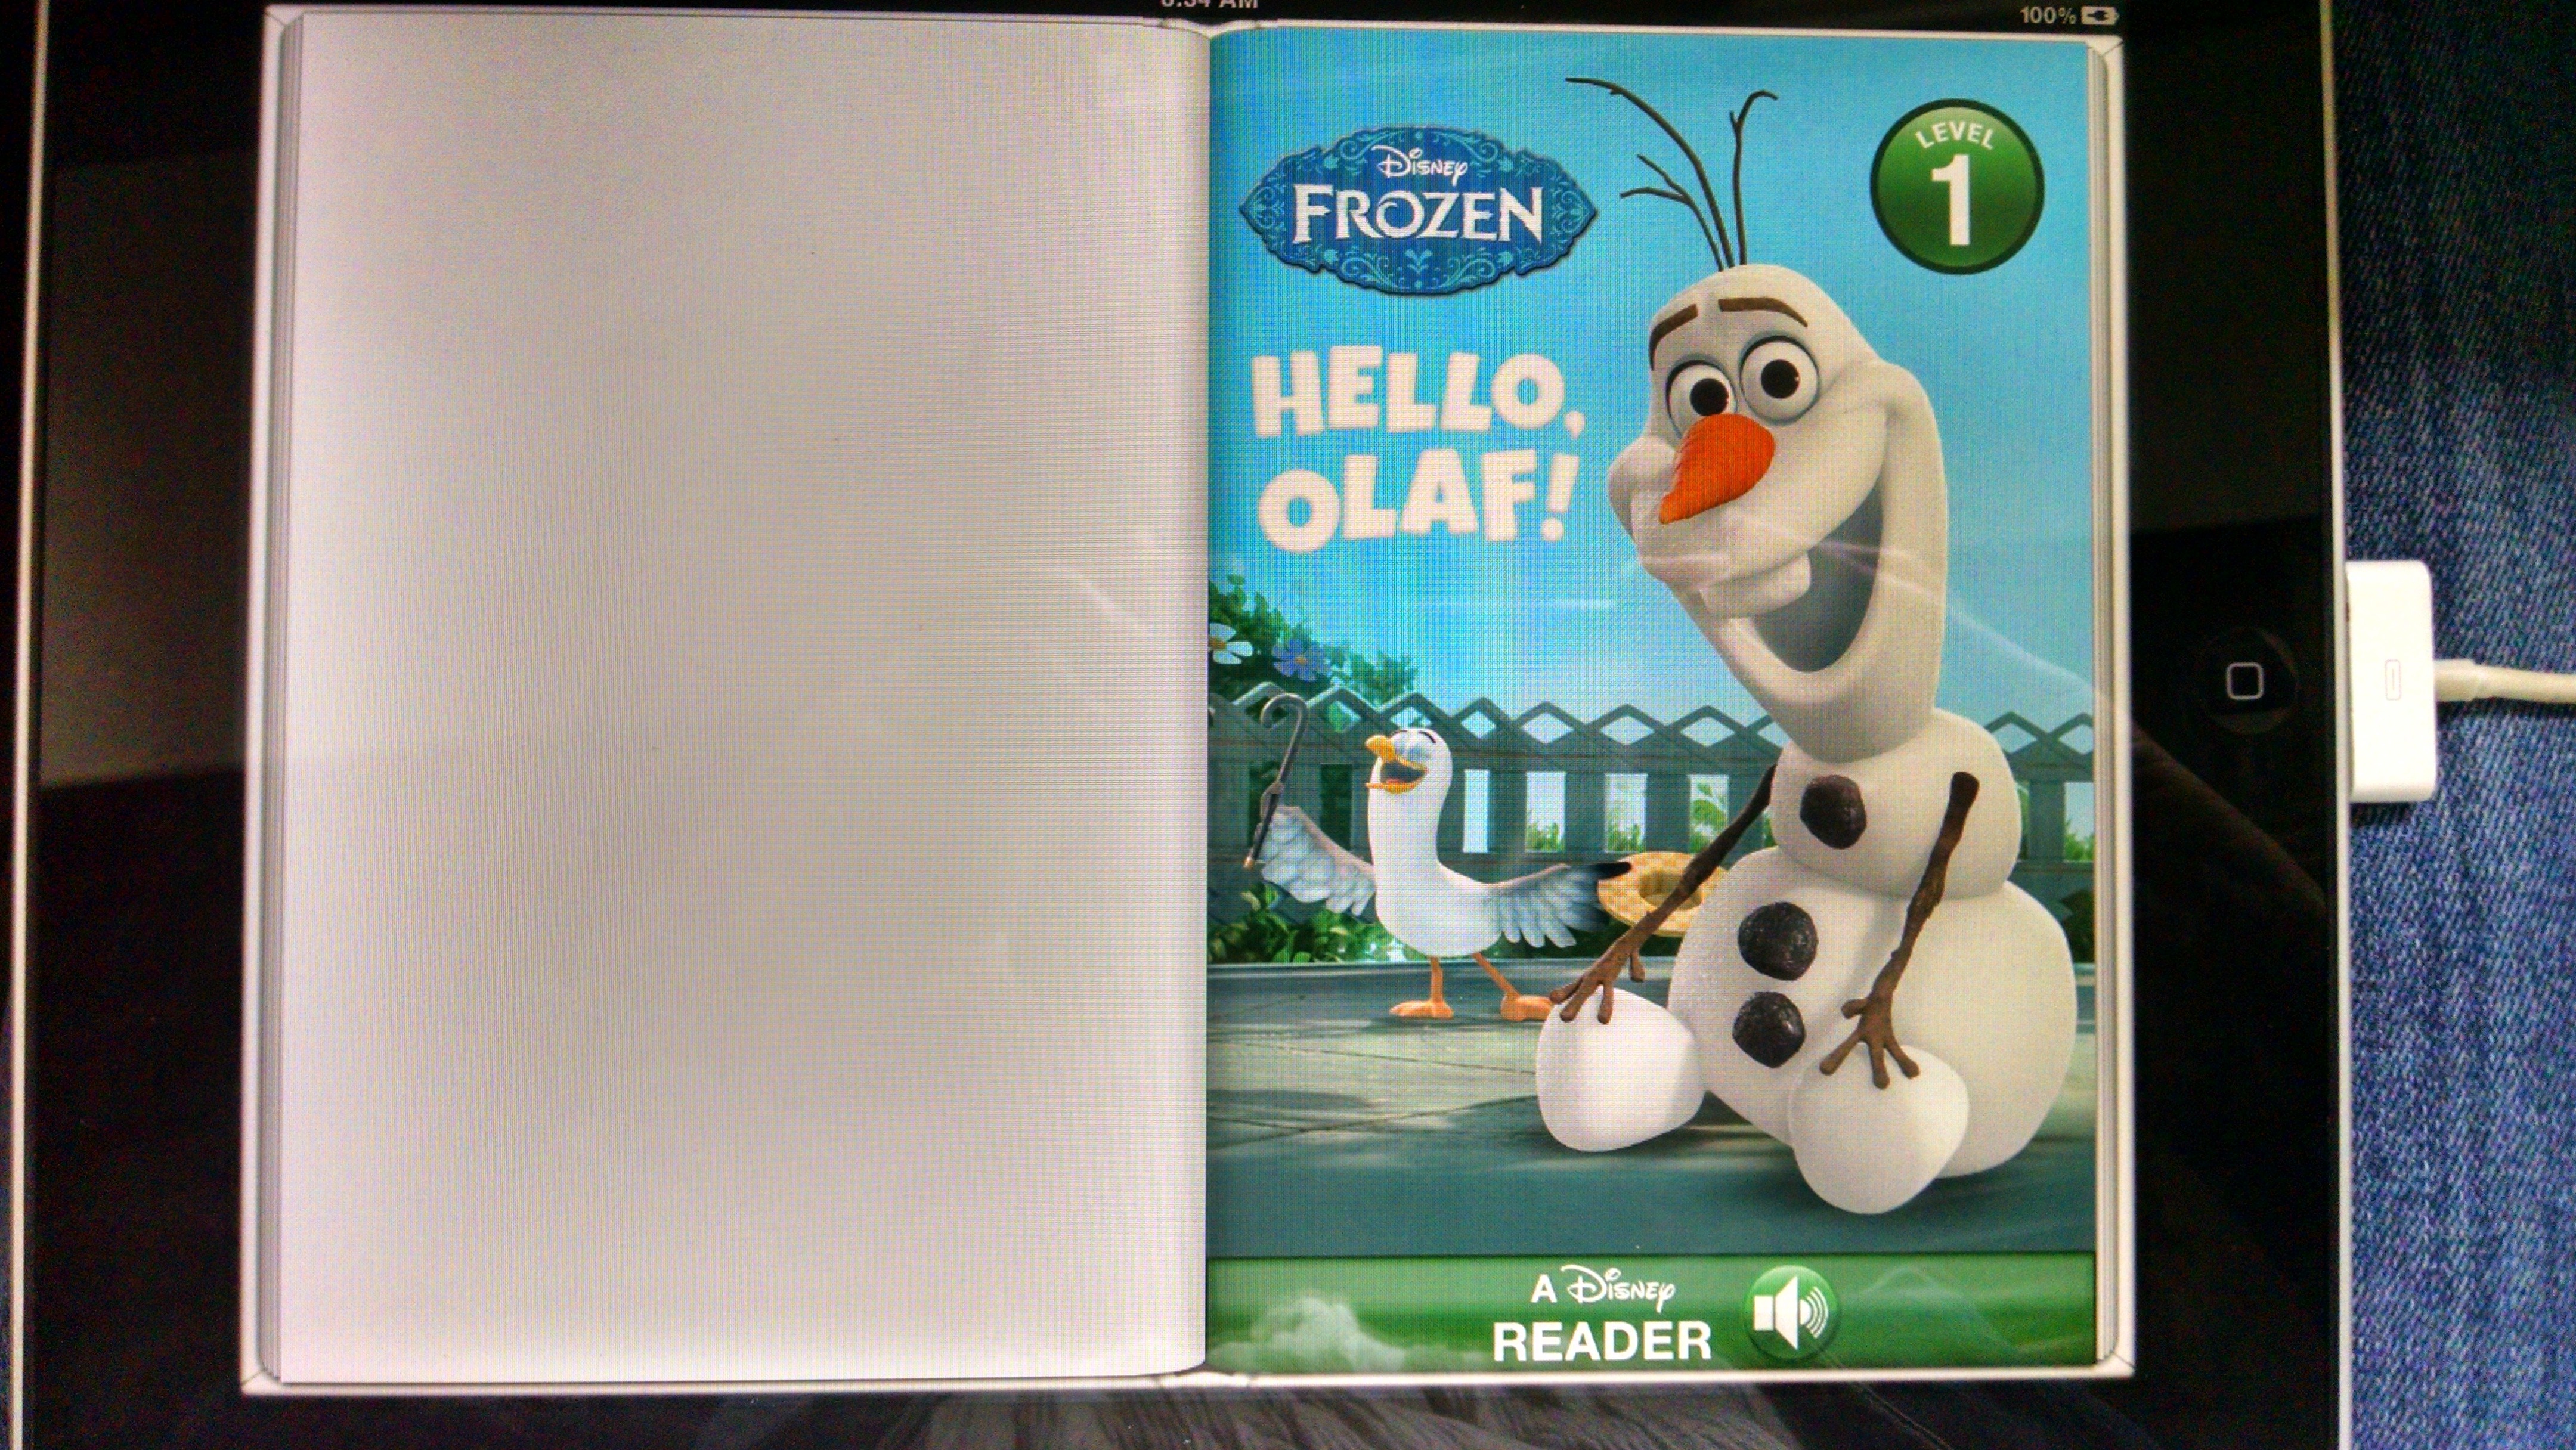 100%
DISNEY
FROZEN
LEVEL
1
HELLO,
OLAF!
A DISNEY
READER